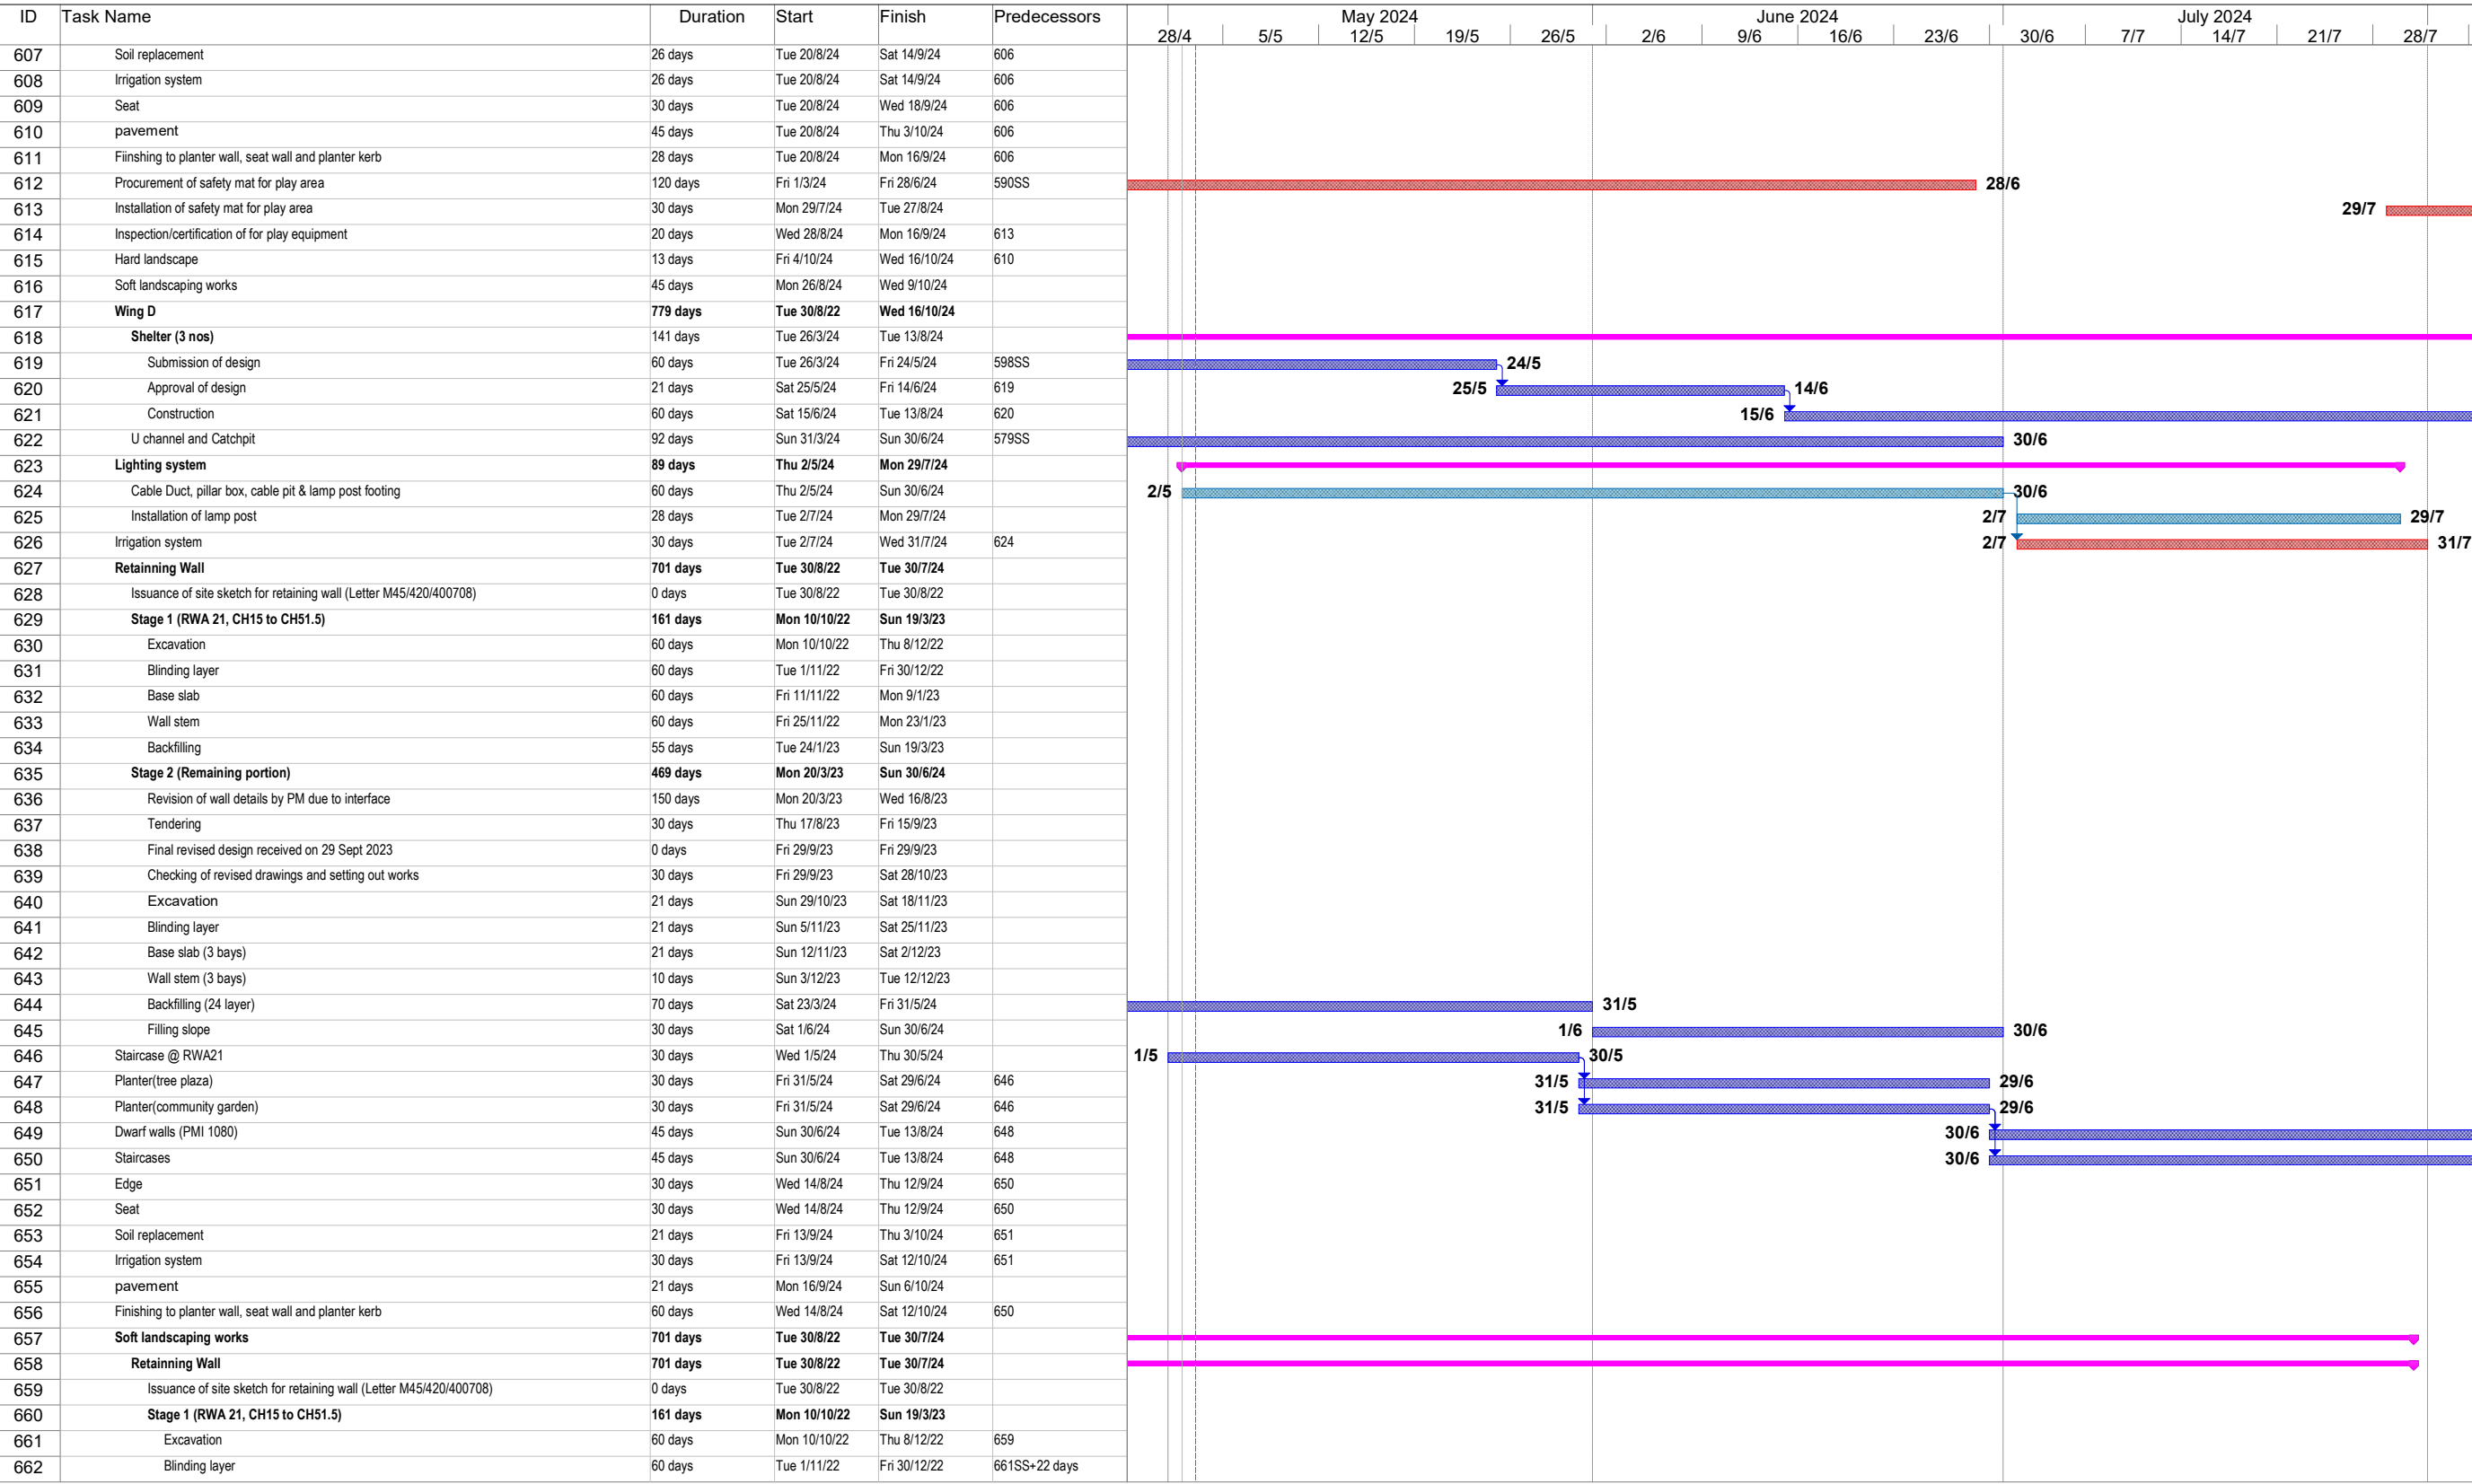 ID Task Name Duration Start Finish Predecessors May 2024 June 2024 July 2024
28/4 5/5 12/5 19/5 26/5 2/6 9/6 16/6 23/6 30/6 7/7 14/7 21/7 28/7
607 Soil replacement 26 days Tue 20/8/24 Sat 14/9/24 606
608 Irrigation system 26 days Tue 20/8/24 Sat 14/9/24 606
609 Seat 30 days Tue 20/8/24 Wed 18/9/24 606
610 pavement 45 days Tue 20/8/24 Thu 3/10/24 606
611 Fiinshing to planter wall, seat wall and planter kerb 28 days Tue 20/8/24 Mon 16/9/24 606
612 Procurement of safety mat for play area 120 days Fri 1/3/24 Fri 28/6/24 590SS 28/6
613 Installation of safety mat for play area 30 days Mon 29/7/24 Tue 27/8/24 29/7
614 Inspection/certification of for play equipment 20 days Wed 28/8/24 Mon 16/9/24 613
615 Hard landscape 13 days Fri 4/10/24 Wed 16/10/24 610
616 Soft landscaping works 45 days Mon 26/8/24 Wed 9/10/24
617 Wing D 779 days Tue 30/8/22 Wed 16/10/24
618 Shelter (3 nos) 141 days Tue 26/3/24 Tue 13/8/24
619 Submission of design 60 days Tue 26/3/24 Fri 24/5/24 598SS 24/5
620 Approval of design 21 days Sat 25/5/24 Fri 14/6/24 619 25/5 14/6
621 Construction 60 days Sat 15/6/24 Tue 13/8/24 620 15/6
622 U channel and Catchpit 92 days Sun 31/3/24 Sun 30/6/24 579SS 30/6
623 Lighting system 89 days Thu 2/5/24 Mon 29/7/24
624 Cable Duct, pillar box, cable pit & lamp post footing 60 days Thu 2/5/24 Sun 30/6/24 2/5 30/6
625 Installation of lamp post 28 days Tue 2/7/24 Mon 29/7/24 2/7 29/7
626 Irrigation system 30 days Tue 2/7/24 Wed 31/7/24 624 2/7 31/7
627 Retainning Wall 701 days Tue 30/8/22 Tue 30/7/24
628 Issuance of site sketch for retaining wall (Letter M45/420/400708) 0 days Tue 30/8/22 Tue 30/8/22
629 Stage 1 (RWA 21, CH15 to CH51.5) 161 days Mon 10/10/22 Sun 19/3/23
630 Excavation 60 days Mon 10/10/22 Thu 8/12/22
631 Blinding layer 60 days Tue 1/11/22 Fri 30/12/22
632 Base slab 60 days Fri 11/11/22 Mon 9/1/23
633 Wall stem 60 days Fri 25/11/22 Mon 23/1/23
634 Backfilling 55 days Tue 24/1/23 Sun 19/3/23
635 Stage 2 (Remaining portion) 469 days Mon 20/3/23 Sun 30/6/24
636 Revision of wall details by PM due to interface 150 days Mon 20/3/23 Wed 16/8/23
637 Tendering 30 days Thu 17/8/23 Fri 15/9/23
638 Final revised design received on 29 Sept 2023 0 days Fri 29/9/23 Fri 29/9/23
639 Checking of revised drawings and setting out works 30 days Fri 29/9/23 Sat 28/10/23
640 Excavation 21 days Sun 29/10/23 Sat 18/11/23
641 Blinding layer 21 days Sun 5/11/23 Sat 25/11/23
642 Base slab (3 bays) 21 days Sun 12/11/23 Sat 2/12/23
643 Wall stem (3 bays) 10 days Sun 3/12/23 Tue 12/12/23
644 Backfilling (24 layer) 70 days Sat 23/3/24 Fri 31/5/24 31/5
645 Filling slope 30 days Sat 1/6/24 Sun 30/6/24 1/6 30/6
646 Staircase @ RWA21 30 days Wed 1/5/24 Thu 30/5/24 1/5 30/5
647 Planter(tree plaza) 30 days Fri 31/5/24 Sat 29/6/24 646 31/5 29/6
648 Planter(community garden) 30 days Fri 31/5/24 Sat 29/6/24 646 31/5 29/6
649 Dwarf walls (PMI 1080) 45 days Sun 30/6/24 Tue 13/8/24 648 30/6
650 Staircases 45 days Sun 30/6/24 Tue 13/8/24 648 30/6
651 Edge 30 days Wed 14/8/24 Thu 12/9/24 650
652 Seat 30 days Wed 14/8/24 Thu 12/9/24 650
653 Soil replacement 21 days Fri 13/9/24 Thu 3/10/24 651
654 Irrigation system 30 days Fri 13/9/24 Sat 12/10/24 651
655 pavement 21 days Mon 16/9/24 Sun 6/10/24
656 Finishing to planter wall, seat wall and planter kerb 60 days Wed 14/8/24 Sat 12/10/24 650
657 Soft landscaping works 701 days Tue 30/8/22 Tue 30/7/24
658 Retainning Wall 701 days Tue 30/8/22 Tue 30/7/24
659 Issuance of site sketch for retaining wall (Letter M45/420/400708) 0 days Tue 30/8/22 Tue 30/8/22
660 Stage 1 (RWA 21, CH15 to CH51.5) 161 days Mon 10/10/22 Sun 19/3/23
661 Excavation 60 days Mon 10/10/22 Thu 8/12/22 659
662 Blinding layer 60 days Tue 1/11/22 Fri 30/12/22 661SS+22 days